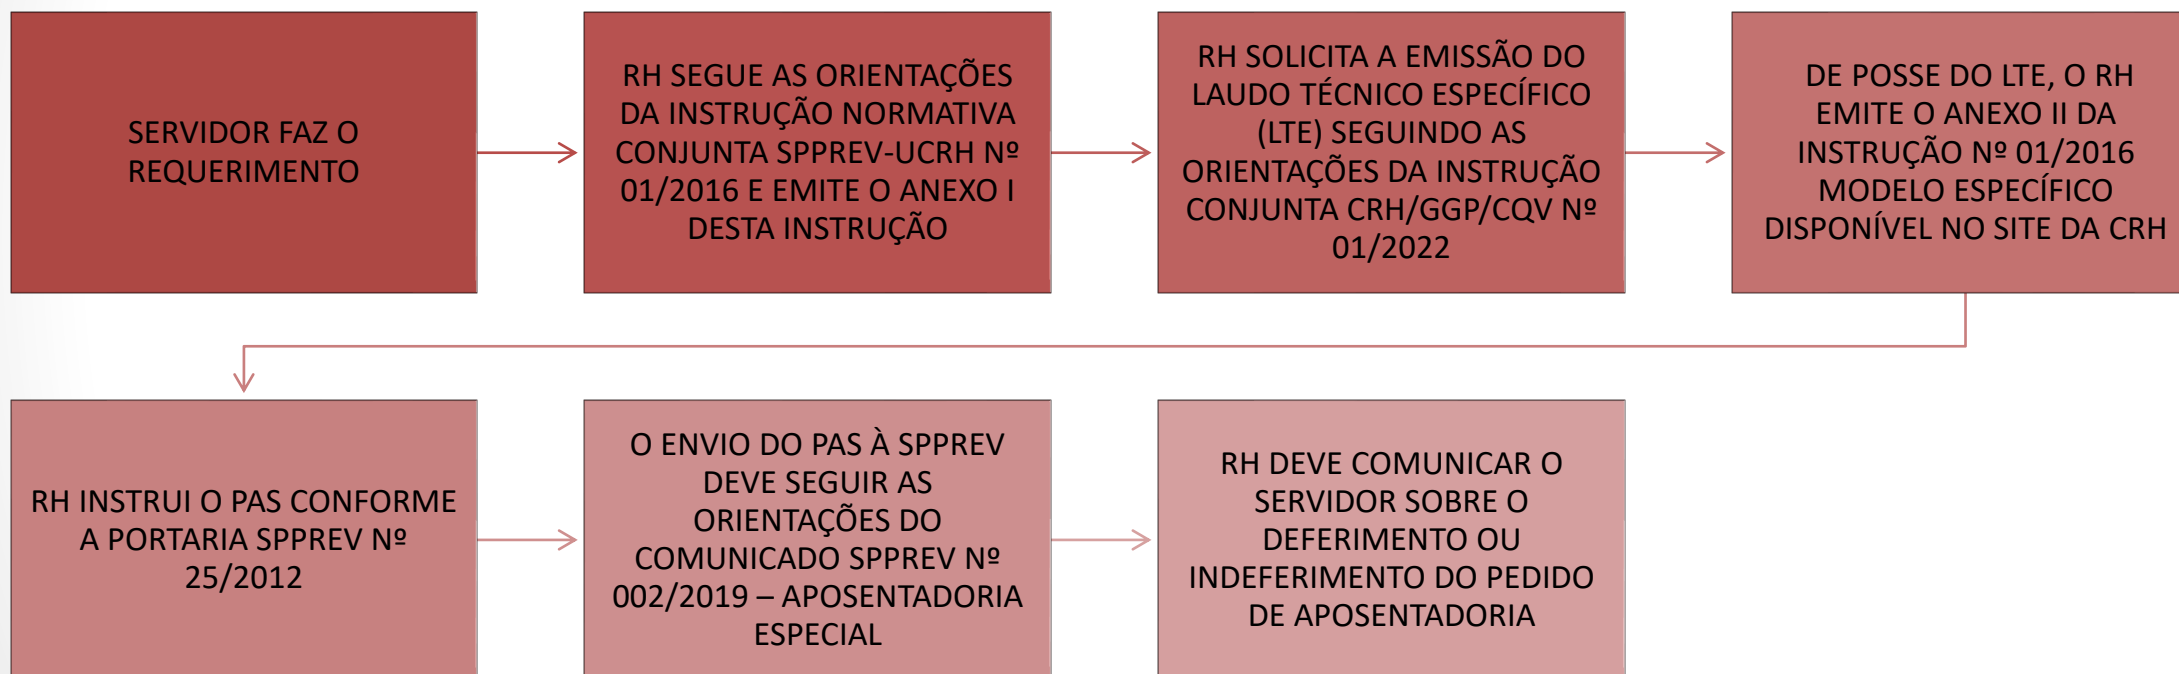 SERVIDOR FAZ O
REQUERIMENTO
RH SEGUE AS ORIENTAÇÕES
DA INSTRUÇÃO NORMATIVA
CONJUNTA SPPREV-UCRH Nº
01/2016 E EMITE O ANEXO I
DESTA INSTRUÇÃO
RH SOLICITA A EMISSÃO DO
LAUDO TÉCNICO ESPECÍFICO
(LTE) SEGUINDO AS
ORIENTAÇÕES DA INSTRUÇÃO
CONJUNTA CRH/GGP/CQV Nº
01/2022
DE POSSE DO LTE, O RH
EMITE O ANEXO II DA
INSTRUÇÃO Nº 01/2016
MODELO ESPECÍFICO
DISPONÍVEL NO SITE DA CRH
RH INSTRUI O PAS CONFORME
A PORTARIA SPPREV Nº
25/2012
O ENVIO DO PAS À SPPREV
DEVE SEGUIR AS
ORIENTAÇÕES DO
COMUNICADO SPPREV Nº
002/2019 – APOSENTADORIA
ESPECIAL
RH DEVE COMUNICAR O
SERVIDOR SOBRE O
DEFERIMENTO OU
INDEFERIMENTO DO PEDIDO
DE APOSENTADORIA